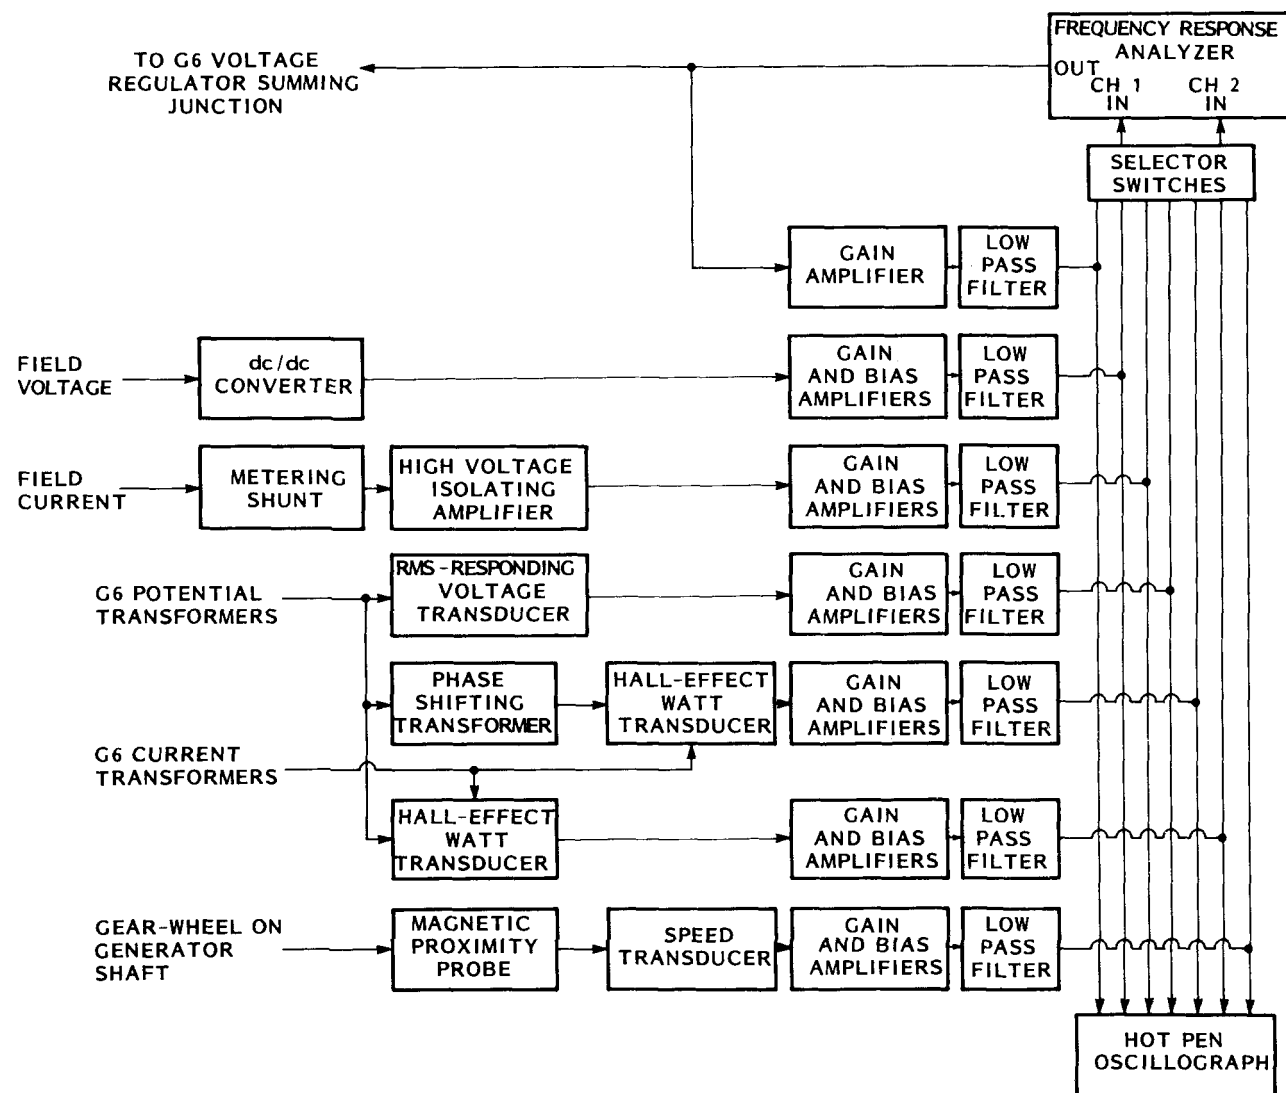 FREQUENCY RESPONSE
ANALYZER
OUT
CH 1
IN
CH 2
IN
TO G6 VOLTAGE
REGULATOR SUMMING
JUNCTION
SELECTOR
SWITCHES
GAIN
AMPLIFIER
LOW
PASS
FILTER
FIELD
VOLTAGE
dc/dc
CONVERTER
GAIN
AND BIAS
AMPLIFIERS
LOW
PASS
FILTER
FIELD
CURRENT
METERING
SHUNT
HIGH VOLTAGE
ISOLATING
AMPLIFIER
GAIN
AND BIAS
AMPLIFIERS
LOW
PASS
FILTER
G6 POTENTIAL
TRANSFORMERS
RMS-RESPONDING
VOLTAGE
TRANSDUCER
GAIN
AND BIAS
AMPLIFIERS
LOW
PASS
FILTER
PHASE
SHIFTING
TRANSFORMER
HALL-EFFECT
WATT
TRANSDUCER
GAIN
AND BIAS
AMPLIFIERS
LOW
PASS
FILTER
G6 CURRENT
TRANSFORMERS
HALL-EFFECT
WATT
TRANSDUCER
GAIN
AND BIAS
AMPLIFIERS
LOW
PASS
FILTER
GEAR-WHEEL ON
GENERATOR
SHAFT
MAGNETIC
PROXIMITY
PROBE
SPEED
TRANSDUCER
GAIN
AND BIAS
AMPLIFIERS
LOW
PASS
FILTER
HOT PEN
OSCILLOGRAPH